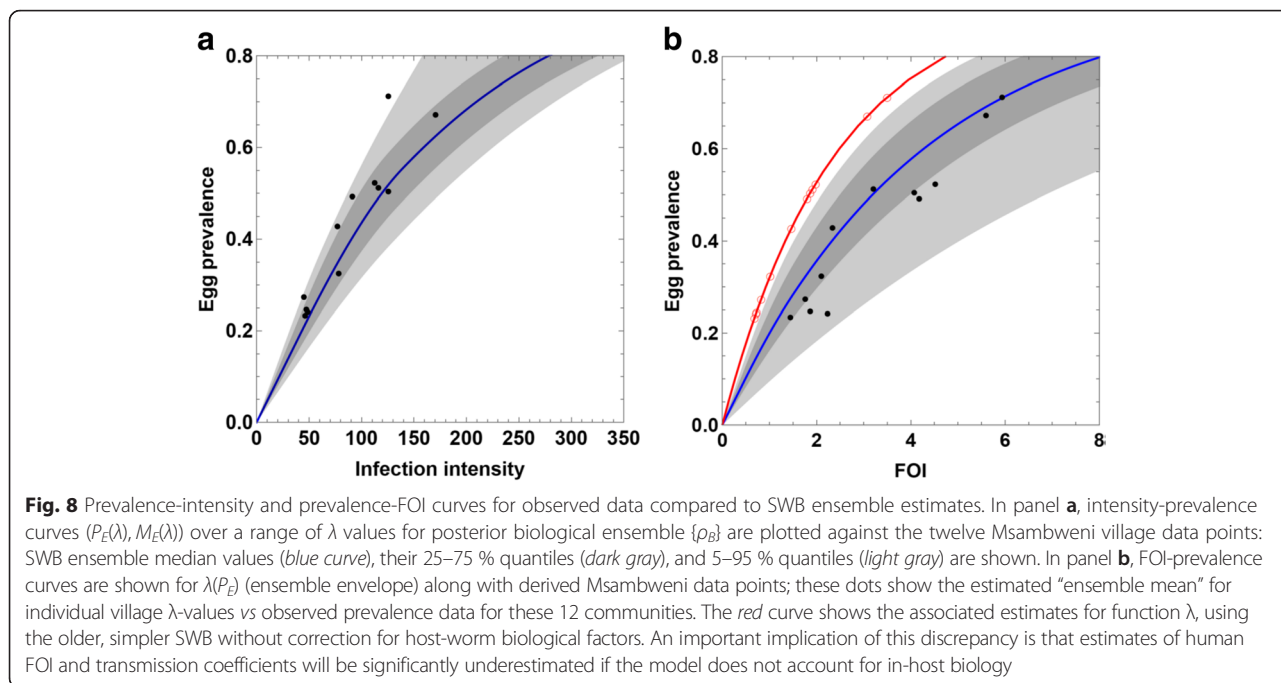 a
b
0.8
0.6
0.4
0.2
0.0
Egg prevalence
0 50 100 150 200 250 300 350
Infection intensity
0.8
0.6
0.4
0.2
0.0
Egg prevalence
0 2 4 6 8
FOI
Fig. 8 Prevalence-intensity and prevalence-FOI curves for observed data compared to SWB ensemble estimates. In panel a, intensity-prevalence
curves (P_E(λ), M_E(λ)) over a range of λ values for posterior biological ensemble {ρ_B} are plotted against the twelve Msambweni village data points:
SWB ensemble median values (blue curve), their 25–75 % quantiles (dark gray), and 5–95 % quantiles (light gray) are shown. In panel b, FOI-prevalence
curves are shown for λ(P_E) (ensemble envelope) along with derived Msambweni data points; these dots show the estimated “ensemble mean” for
individual village λ-values vs observed prevalence data for these 12 communities. The red curve shows the associated estimates for function λ, using
the older, simpler SWB without correction for host-worm biological factors. An important implication of this discrepancy is that estimates of human
FOI and transmission coefficients will be significantly underestimated if the model does not account for in-host biology